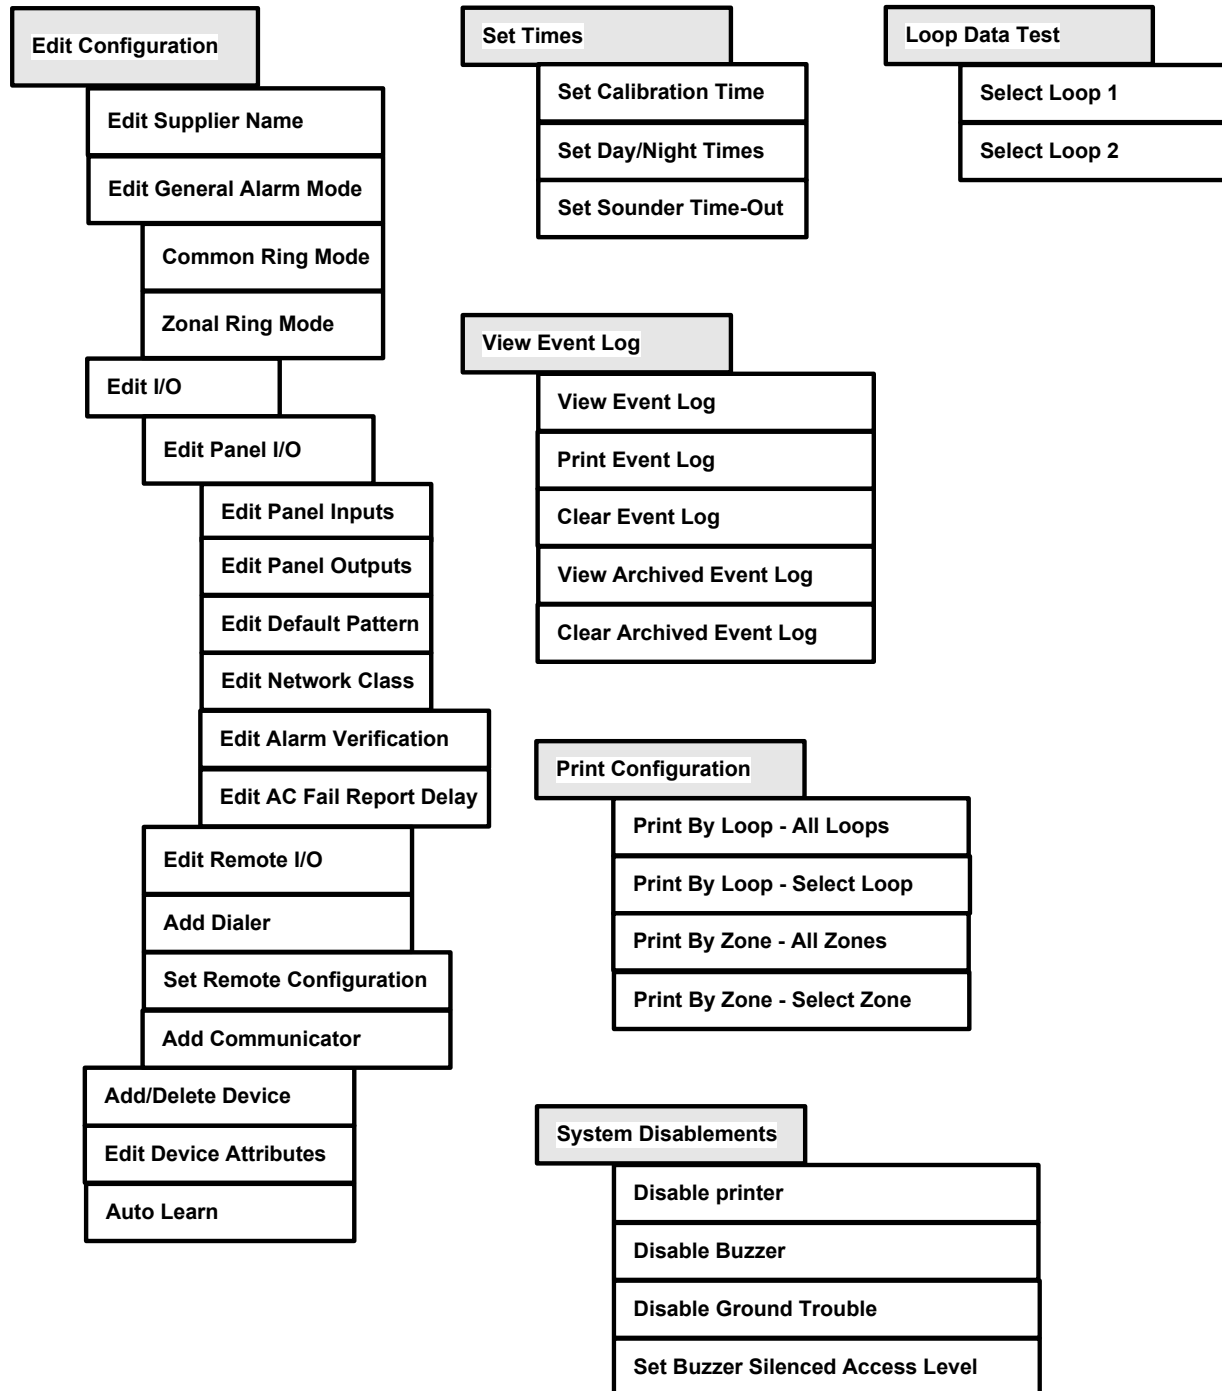 Edit Configuration
Edit Supplier Name
Edit General Alarm Mode
Common Ring Mode
Zonal Ring Mode
Edit I/O
Edit Panel I/O
Edit Panel Inputs
Edit Panel Outputs
Edit Default Pattern
Edit Network Class
Edit Alarm Verification
Edit AC Fail Report Delay
Edit Remote I/O
Add Dialer
Set Remote Configuration
Add Communicator
Add/Delete Device
Edit Device Attributes
Auto Learn
Set Times
Set Calibration Time
Set Day/Night Times
Set Sounder Time-Out
View Event Log
View Event Log
Print Event Log
Clear Event Log
View Archived Event Log
Clear Archived Event Log
Print Configuration
Print By Loop - All Loops
Print By Loop - Select Loop
Print By Zone - All Zones
Print By Zone - Select Zone
System Disablements
Disable printer
Disable Buzzer
Disable Ground Trouble
Set Buzzer Silenced Access Level
Loop Data Test
Select Loop 1
Select Loop 2